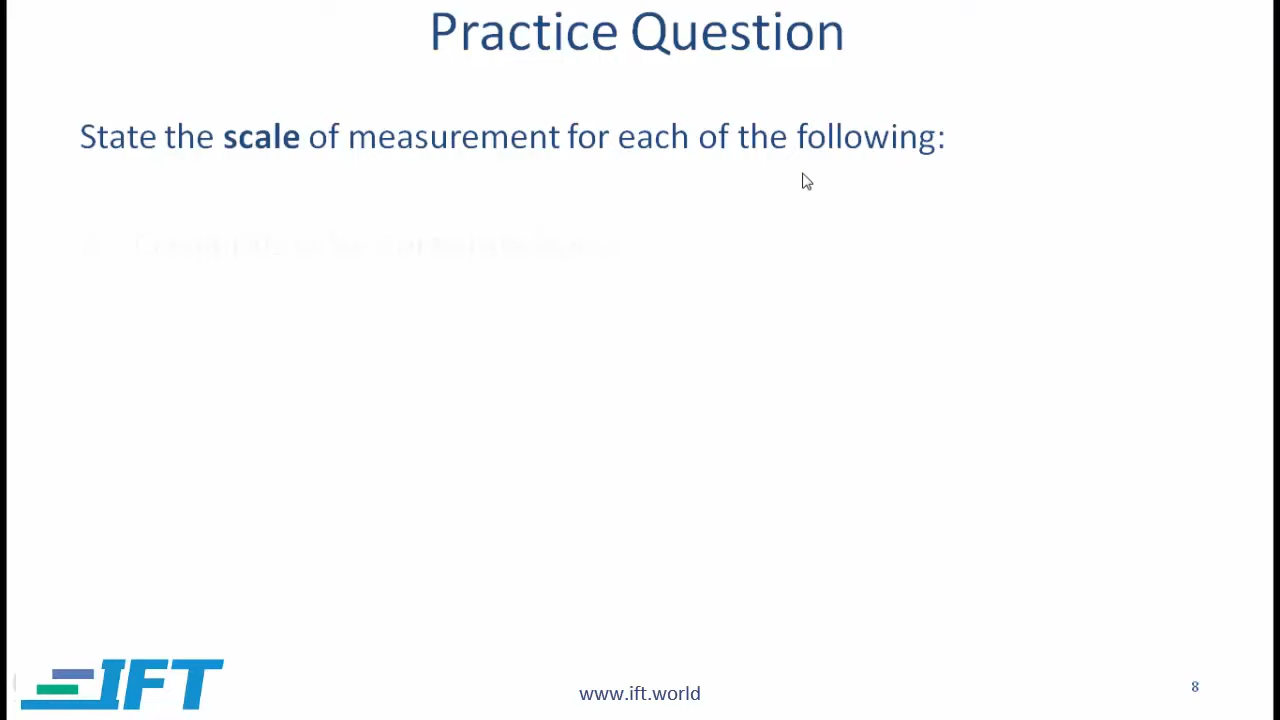 Practice Question
State the scale of measurement for each of the following:
IFT
www.ift.world
8